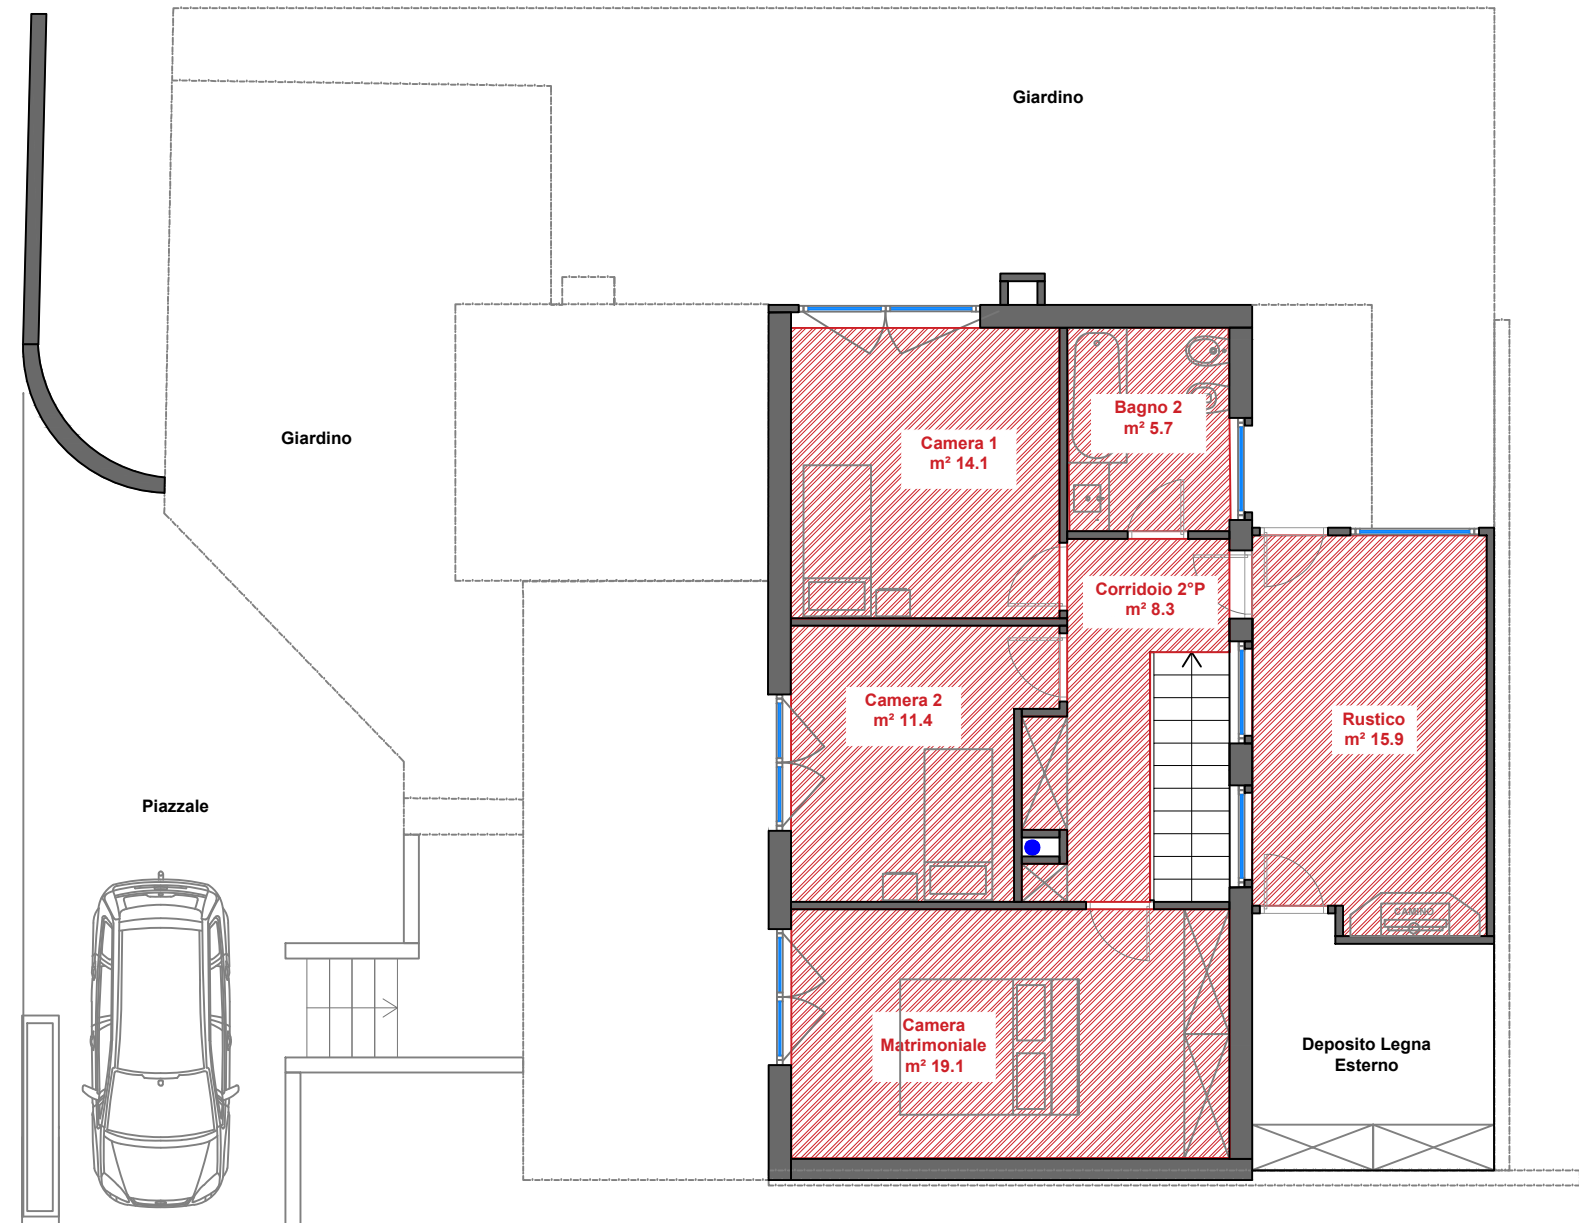 Giardino
Giardino
Bagno 2
m² 5.7
Camera 1
m² 14.1
Corridoio 2°P
m² 8.3
Camera 2
m² 11.4
Rustico
m² 15.9
Piazzale
CAMINO
Camera
Matrimoniale
m² 19.1
Deposito Legna
Esterno